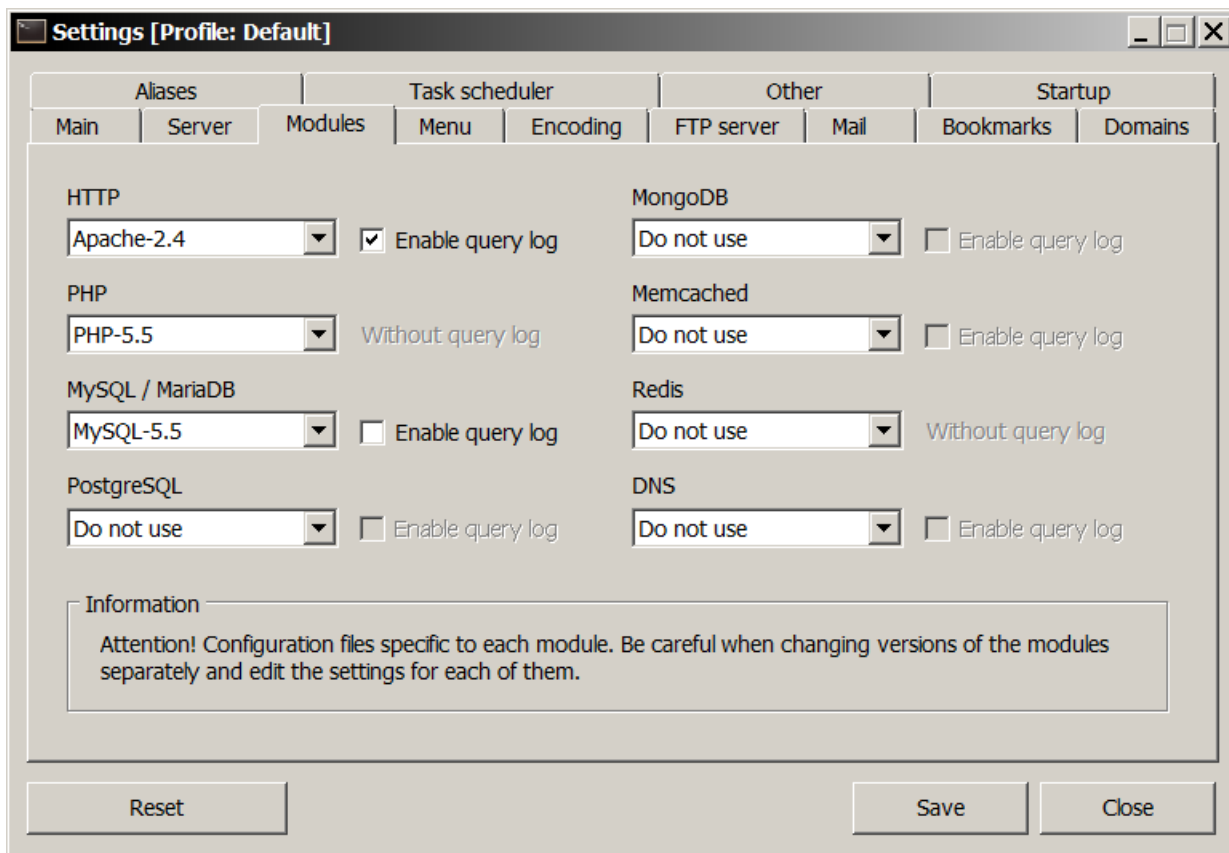 Settings [Profile: Default]
Aliases Task scheduler Other Startup
Main Server Modules Menu Encoding FTP server Mail Bookmarks Domains
HTTP MongoDB
Apache-2.4 Enable query log Do not use Enable query log
PHP Memcached
PHP-5.5 Without query log Do not use Enable query log
MySQL / MariaDB Redis
MySQL-5.5 Enable query log Do not use Without query log
PostgreSQL DNS
Do not use Enable query log Do not use Enable query log
Information
Attention! Configuration files specific to each module. Be careful when changing versions of the modules
separately and edit the settings for each of them.
Reset Save Close